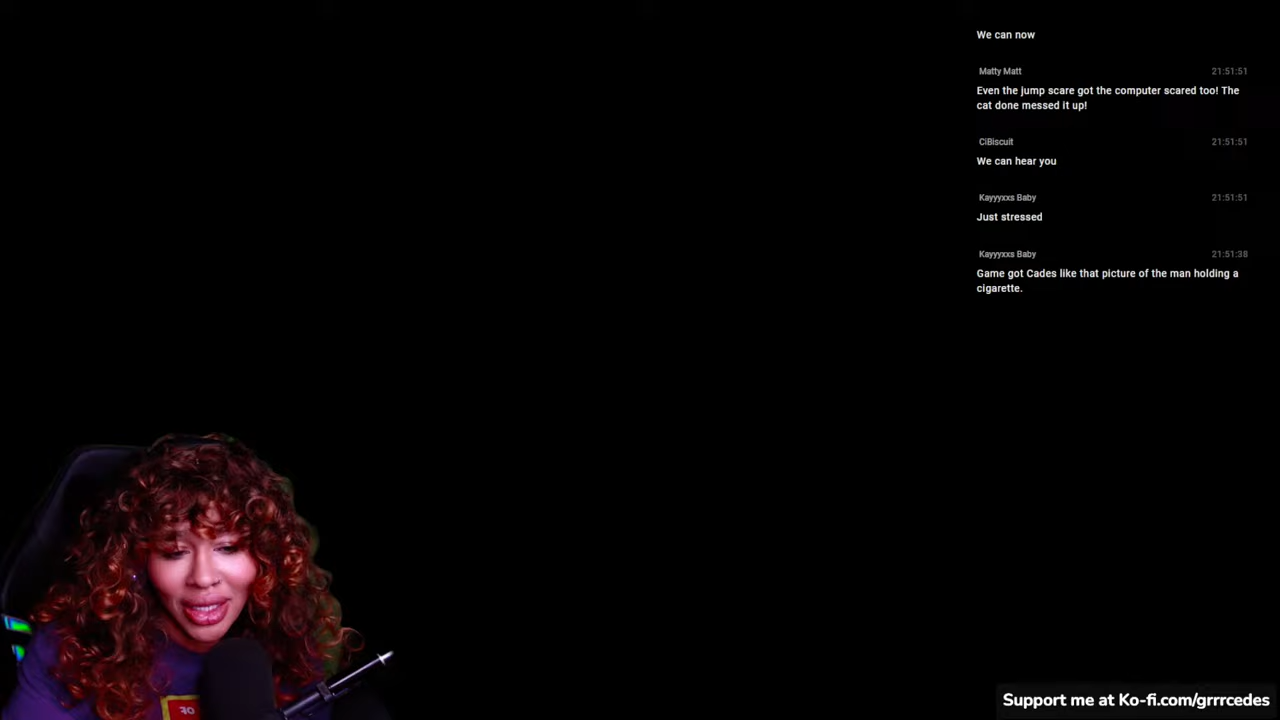 We can now
Matty Matt 21:51:51
Even the jump scare got the computer scared too! The
cat done messed it up!
CiBiscuit 21:51:51
We can hear you
Kayyyxxs Baby 21:51:51
Just stressed
Kayyyxxs Baby 21:51:38
Game got Cades like that picture of the man holding a
cigarette.
Support me at Ko-fi.com/grrrcedes